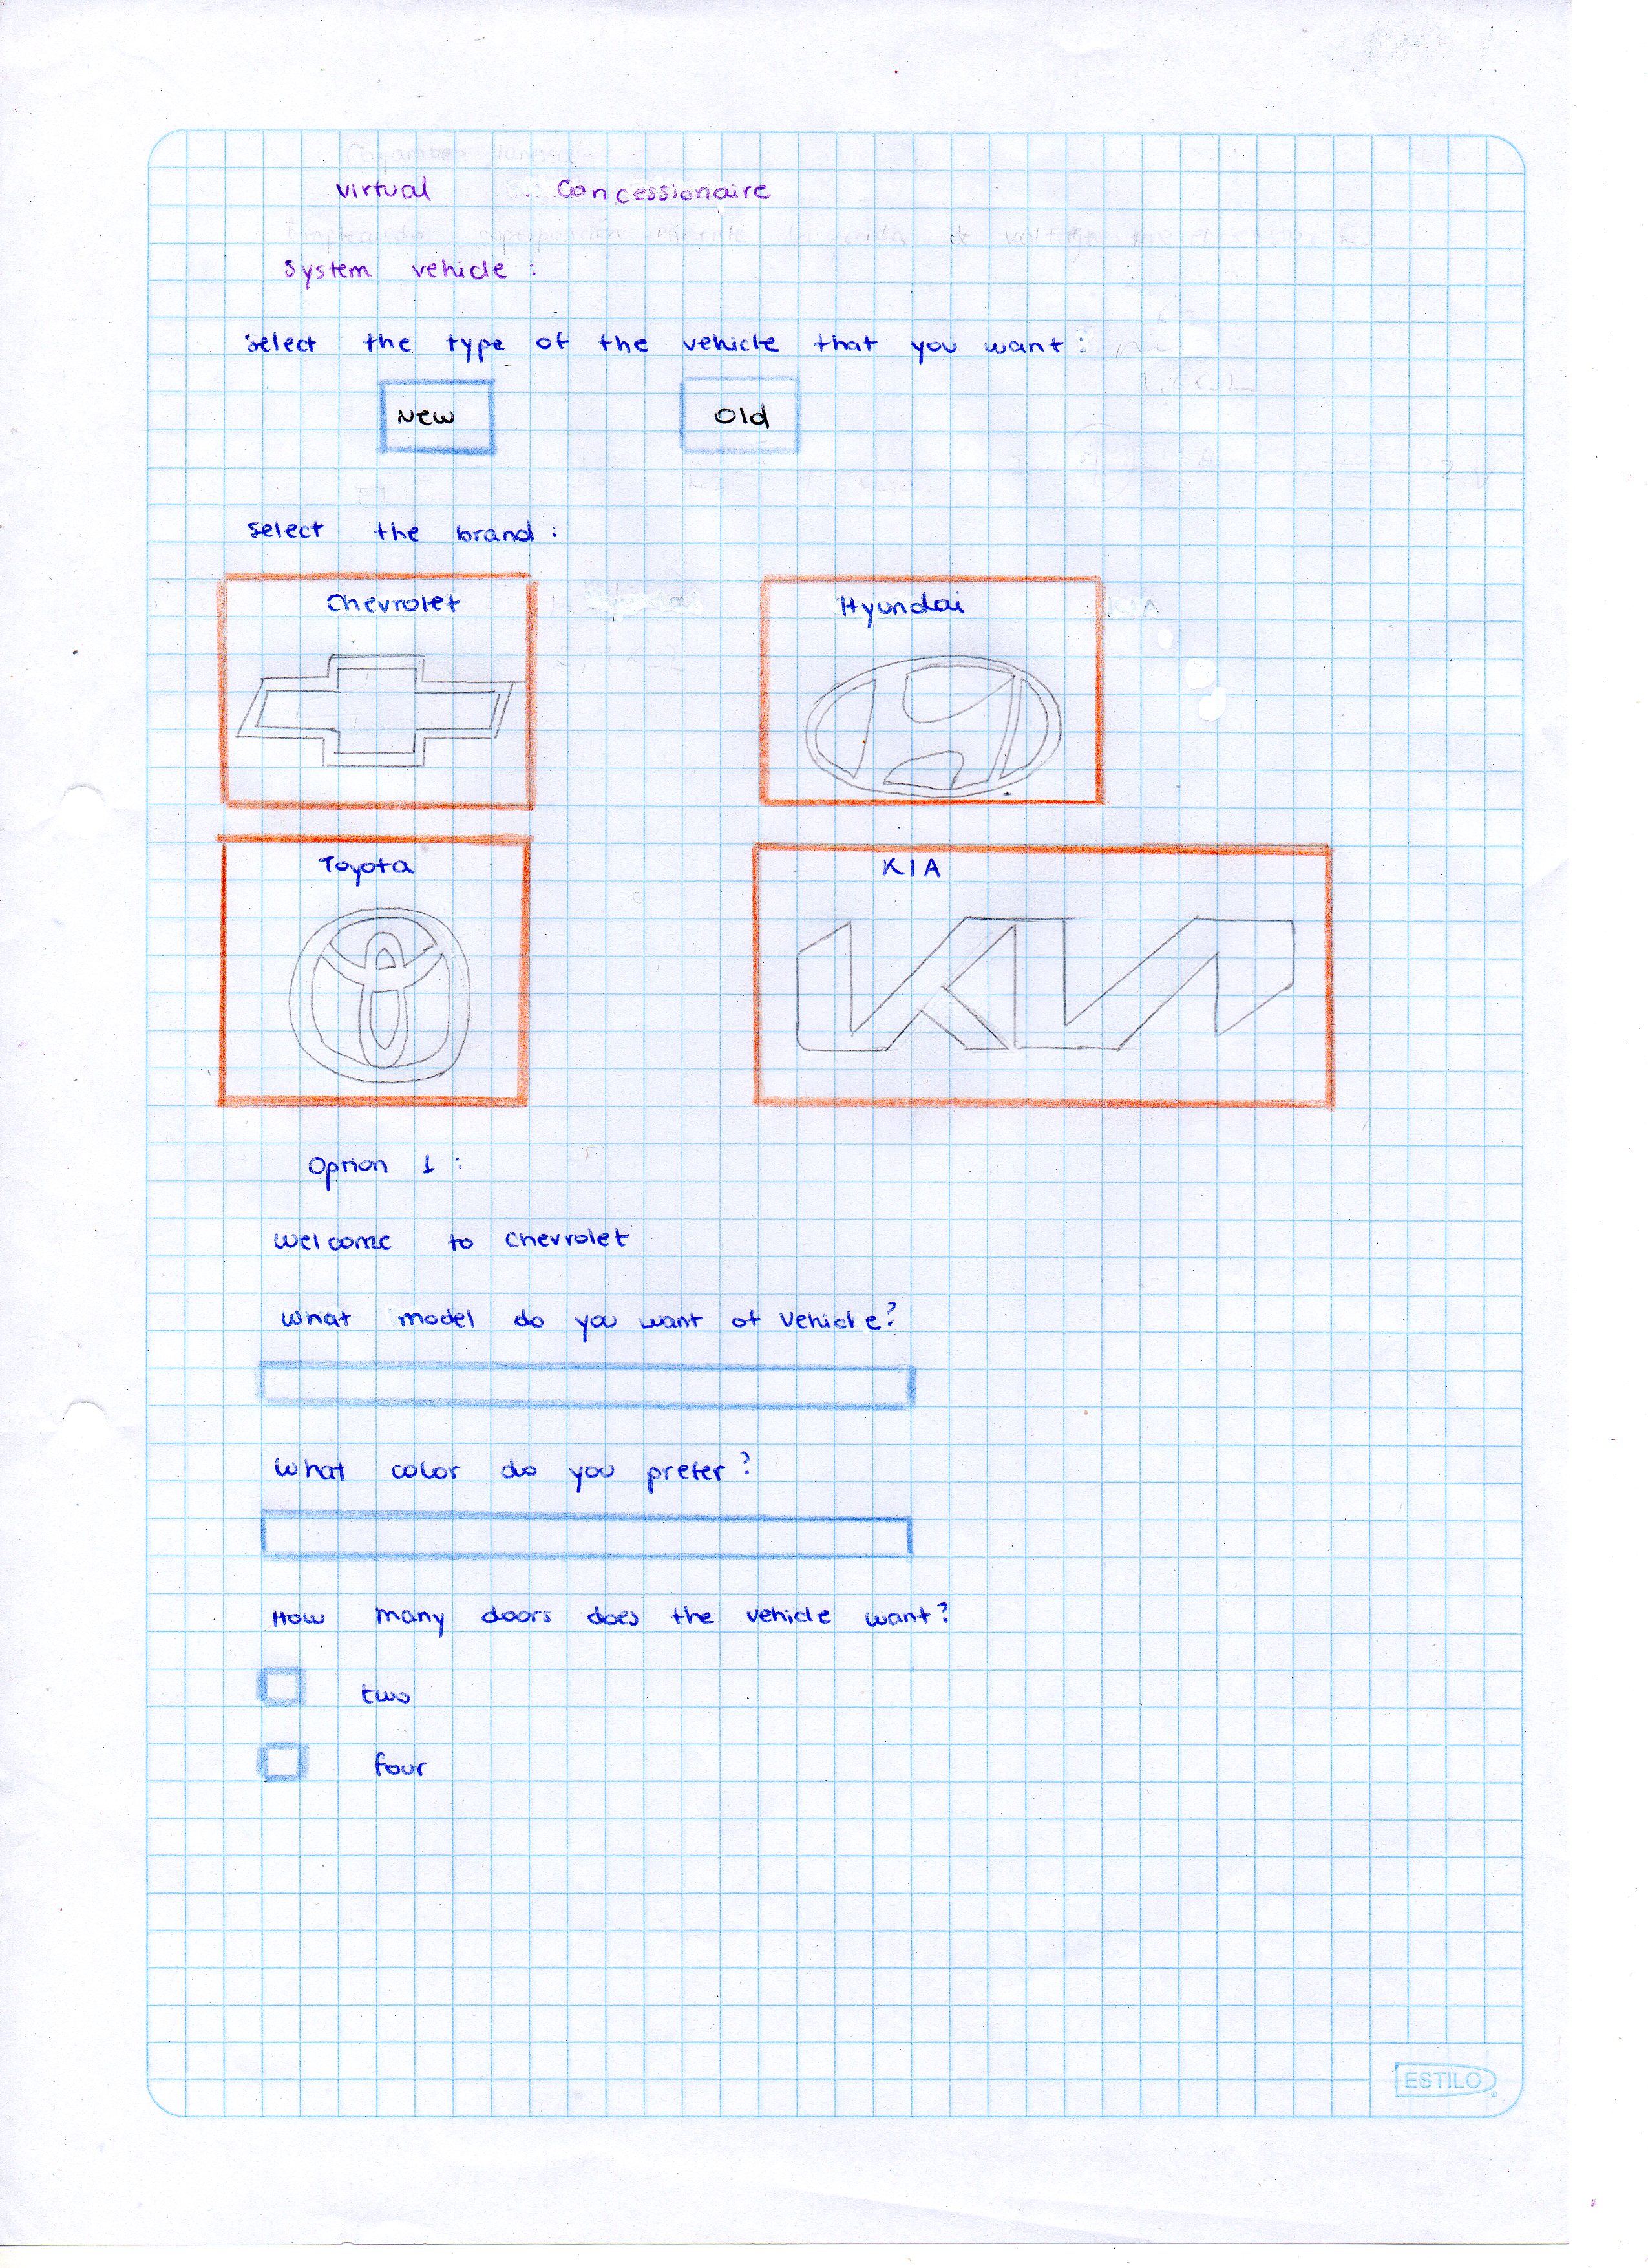 Virtual Concessionaire
System vehicle :
Select the type of the vehicle that you want :
New Old
Select the brand :
Chevrolet Hyundai
Toyota KIA
KIA
Option 1 :
Welcome to Chevrolet
What model do you want of vehicle?
What color do you prefer?
How many doors does the vehicle want?
two
four
ESTILO